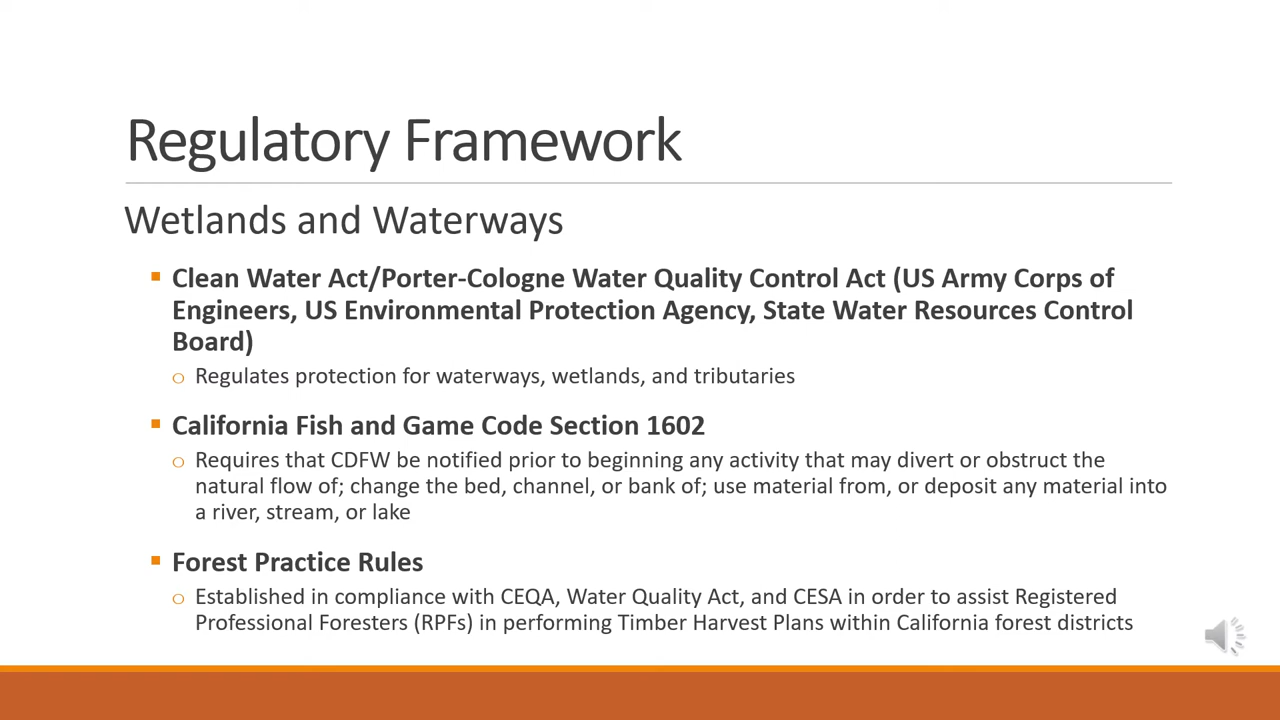 Regulatory Framework
Wetlands and Waterways
Clean Water Act/Porter-Cologne Water Quality Control Act (US Army Corps of
Engineers, US Environmental Protection Agency, State Water Resources Control
Board)
Regulates protection for waterways, wetlands, and tributaries
California Fish and Game Code Section 1602
Requires that CDFW be notified prior to beginning any activity that may divert or obstruct the
natural flow of; change the bed, channel, or bank of; use material from, or deposit any material into
a river, stream, or lake
Forest Practice Rules
Established in compliance with CEQA, Water Quality Act, and CESA in order to assist Registered
Professional Foresters (RPFs) in performing Timber Harvest Plans within California forest districts